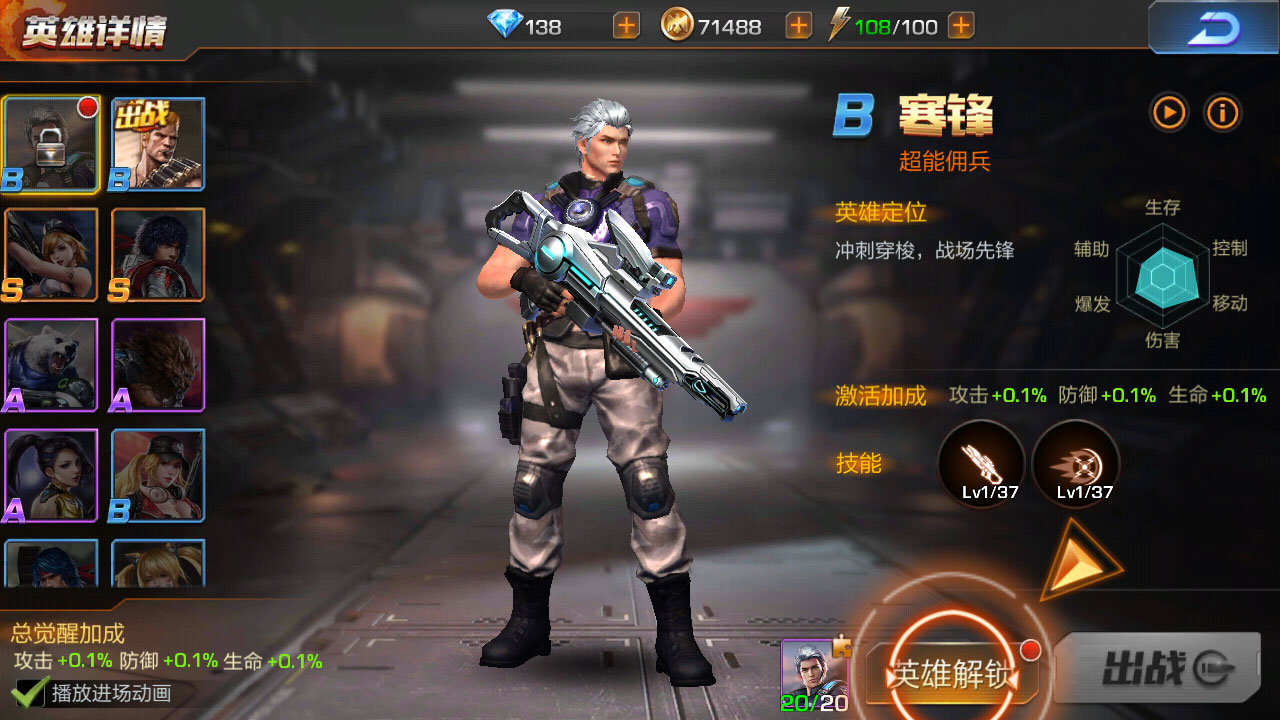 英雄详情
138
71488
108/100
B
出战
B
S
S
A
A
A
B
B 赛锋
超能佣兵
英雄定位
冲刺穿梭，战场先锋
生存
辅助
控制
爆发
移动
伤害
激活加成 攻击+0.1% 防御+0.1% 生命+0.1%
技能
Lv1/37
Lv1/37
总觉醒加成
攻击+0.1% 防御+0.1% 生命+0.1%
播放进场动画
20/20
英雄解锁
出战